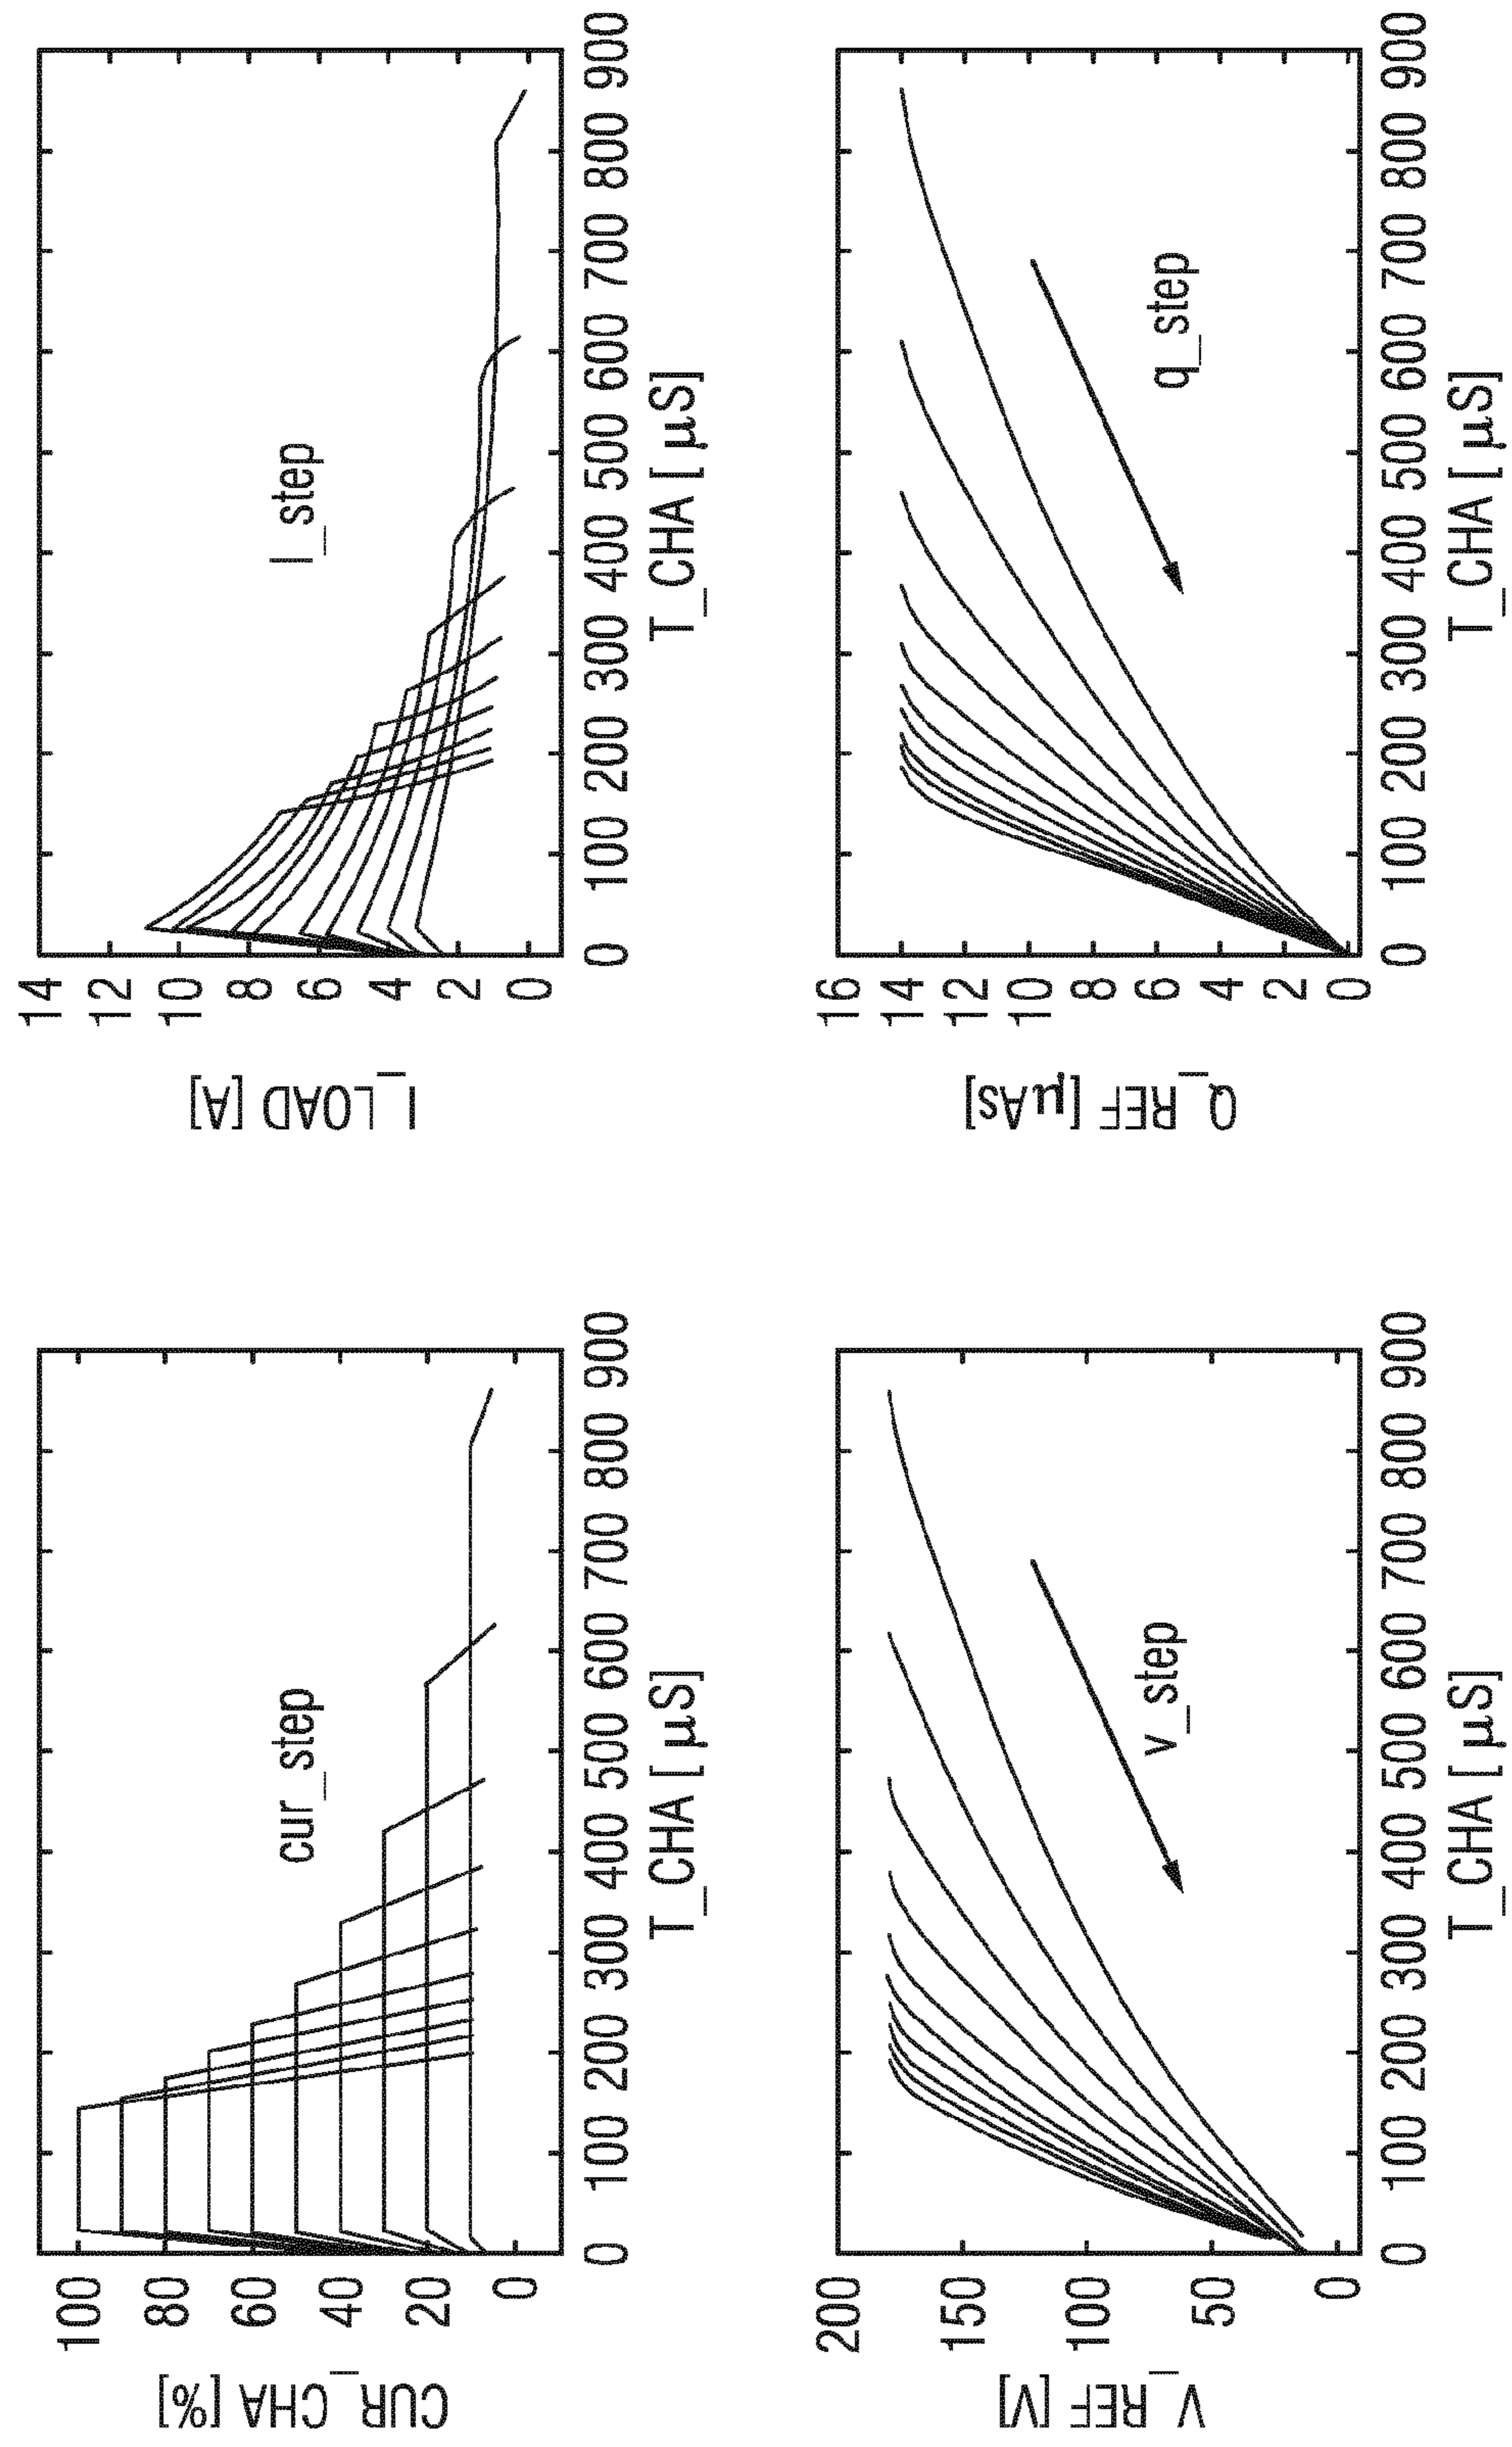 CUR_CHA [%]
100
80
60
40
20
0
cur_step
0 100 200 300 400 500 600 700 800 900
T_CHA [µS]
I_LOAD [A]
14
12
10
8
6
4
2
0
I_step
0 100 200 300 400 500 600 700 800 900
T_CHA [µS]
V_REF [V]
200
150
100
50
0
v_step
0 100 200 300 400 500 600 700 800 900
T_CHA [µS]
Q_REF [µAs]
16
14
12
10
8
6
4
2
0
q_step
0 100 200 300 400 500 600 700 800 900
T_CHA [µS]